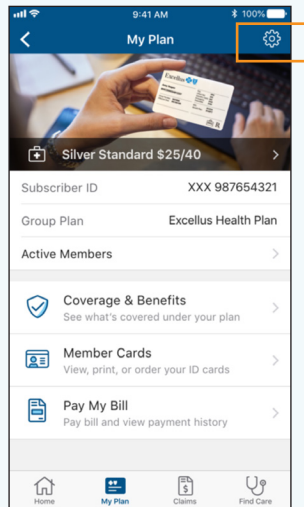 9:41 AM
100%
My Plan
Excellus
Silver Standard $25/40
Subscriber ID
XXX 987654321
Group Plan
Excellus Health Plan
Active Members
Coverage & Benefits
See what's covered under your plan
Member Cards
View, print, or order your ID cards
Pay My Bill
Pay bill and view payment history
Home
My Plan
Claims
Find Care